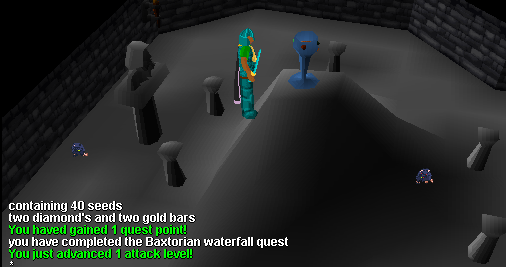 containing 40 seeds
two diamond's and two gold bars
You haved gained 1 quest point!
you have completed the Baxtorian waterfall quest
You just advanced 1 attack level!
*